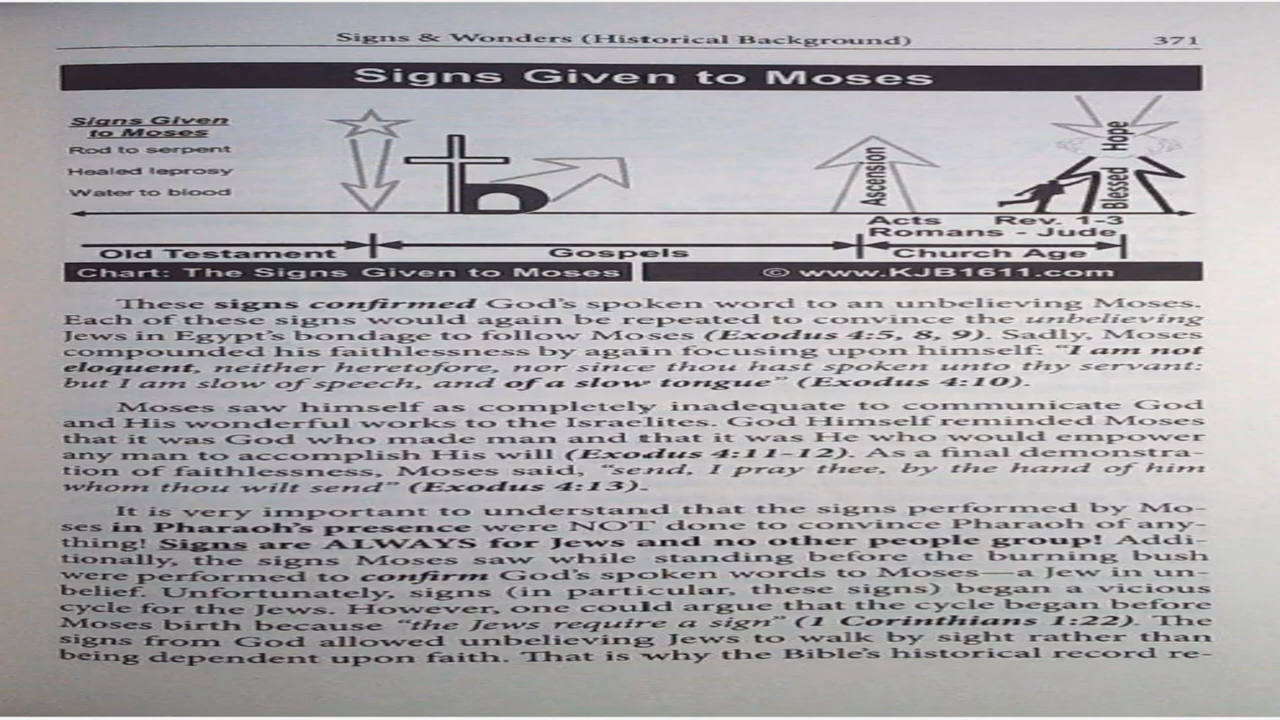 Signs & Wonders (Historical Background) 371
Signs Given to Moses
Signs Given
to Moses
Rod to serpent
Healed leprosy
Water to blood
Ascension
Blessed Hope
Acts Rev. 1-3
Romans - Jude
Old Testament Gospels Church Age
Chart: The Signs Given to Moses © www.KJB1611.com
These signs confirmed God's spoken word to an unbelieving Moses.
Each of these signs would again be repeated to convince the unbelieving
Jews in Egypt's bondage to follow Moses (Exodus 4:5, 8, 9). Sadly, Moses
compounded his faithlessness by again focusing upon himself: "I am not
eloquent, neither heretofore, nor since thou hast spoken unto thy servant:
but I am slow of speech, and of a slow tongue" (Exodus 4:10).
Moses saw himself as completely inadequate to communicate God
and His wonderful works to the Israelites. God Himself reminded Moses
that it was God who made man and that it was He who would empower
any man to accomplish His will (Exodus 4:11-12). As a final demonstra-
tion of faithlessness, Moses said, "send, I pray thee, by the hand of him
whom thou wilt send" (Exodus 4:13).
It is very important to understand that the signs performed by Mo-
ses in Pharaoh's presence were NOT done to convince Pharaoh of any-
thing! Signs are ALWAYS for Jews and no other people group! Addi-
tionally, the signs Moses saw while standing before the burning bush
were performed to confirm God's spoken words to Moses—a Jew in un-
belief. Unfortunately, signs (in particular, these signs) began a vicious
cycle for the Jews. However, one could argue that the cycle began before
Moses birth because "the Jews require a sign" (1 Corinthians 1:22). The
signs from God allowed unbelieving Jews to walk by sight rather than
being dependent upon faith. That is why the Bible's historical record re-